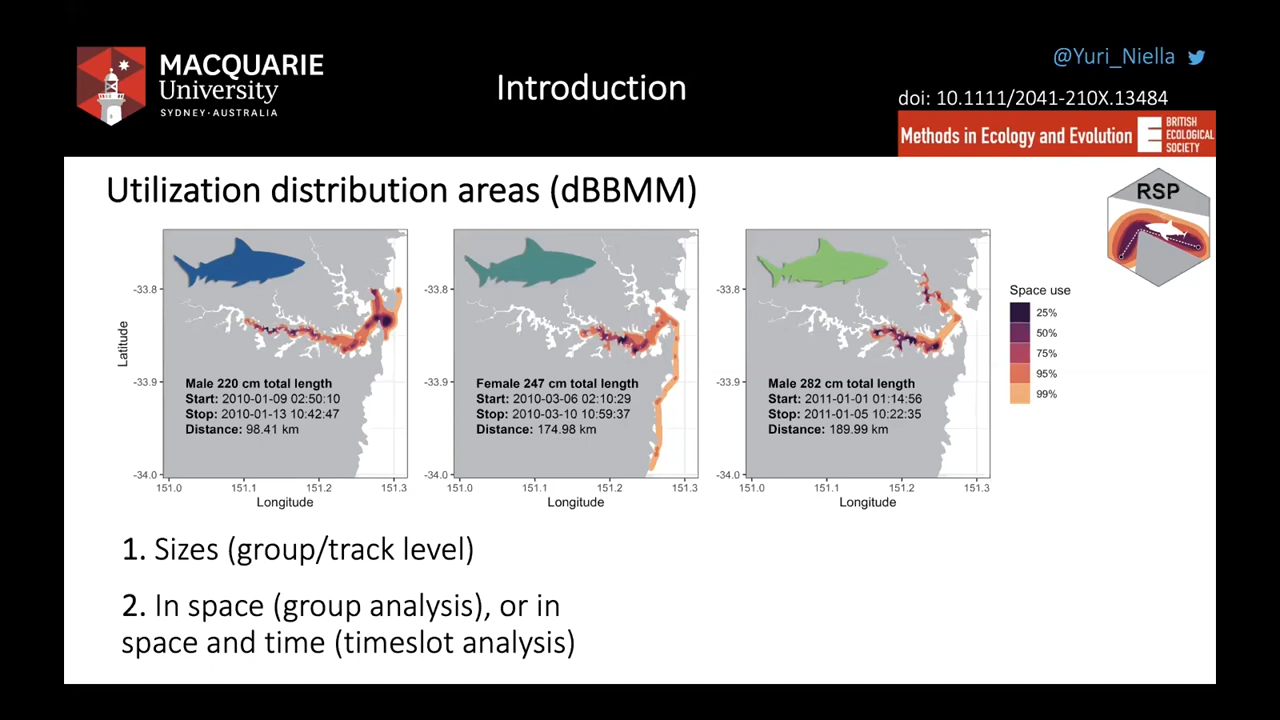 MACQUARIE
University
SYDNEY·AUSTRALIA
Introduction
@Yuri_Niella
doi: 10.1111/2041-210X.13484
Methods in Ecology and Evolution
BRITISH
ECOLOGICAL
SOCIETY
Utilization distribution areas (dBBMM)
RSP
Latitude
-33.8
-33.9
-34.0
Male 220 cm total length
Start: 2010-01-09 02:50:10
Stop: 2010-01-13 10:42:47
Distance: 98.41 km
151.0 151.1 151.2 151.3
Longitude
-33.8
-33.9
-34.0
Female 247 cm total length
Start: 2010-03-06 02:10:29
Stop: 2010-03-10 10:59:37
Distance: 174.98 km
151.0 151.1 151.2 151.3
Longitude
-33.8
-33.9
-34.0
Male 282 cm total length
Start: 2011-01-01 01:14:56
Stop: 2011-01-05 10:22:35
Distance: 189.99 km
151.0 151.1 151.2 151.3
Longitude
Space use
25%
50%
75%
95%
99%
1. Sizes (group/track level)
2. In space (group analysis), or in
space and time (timeslot analysis)